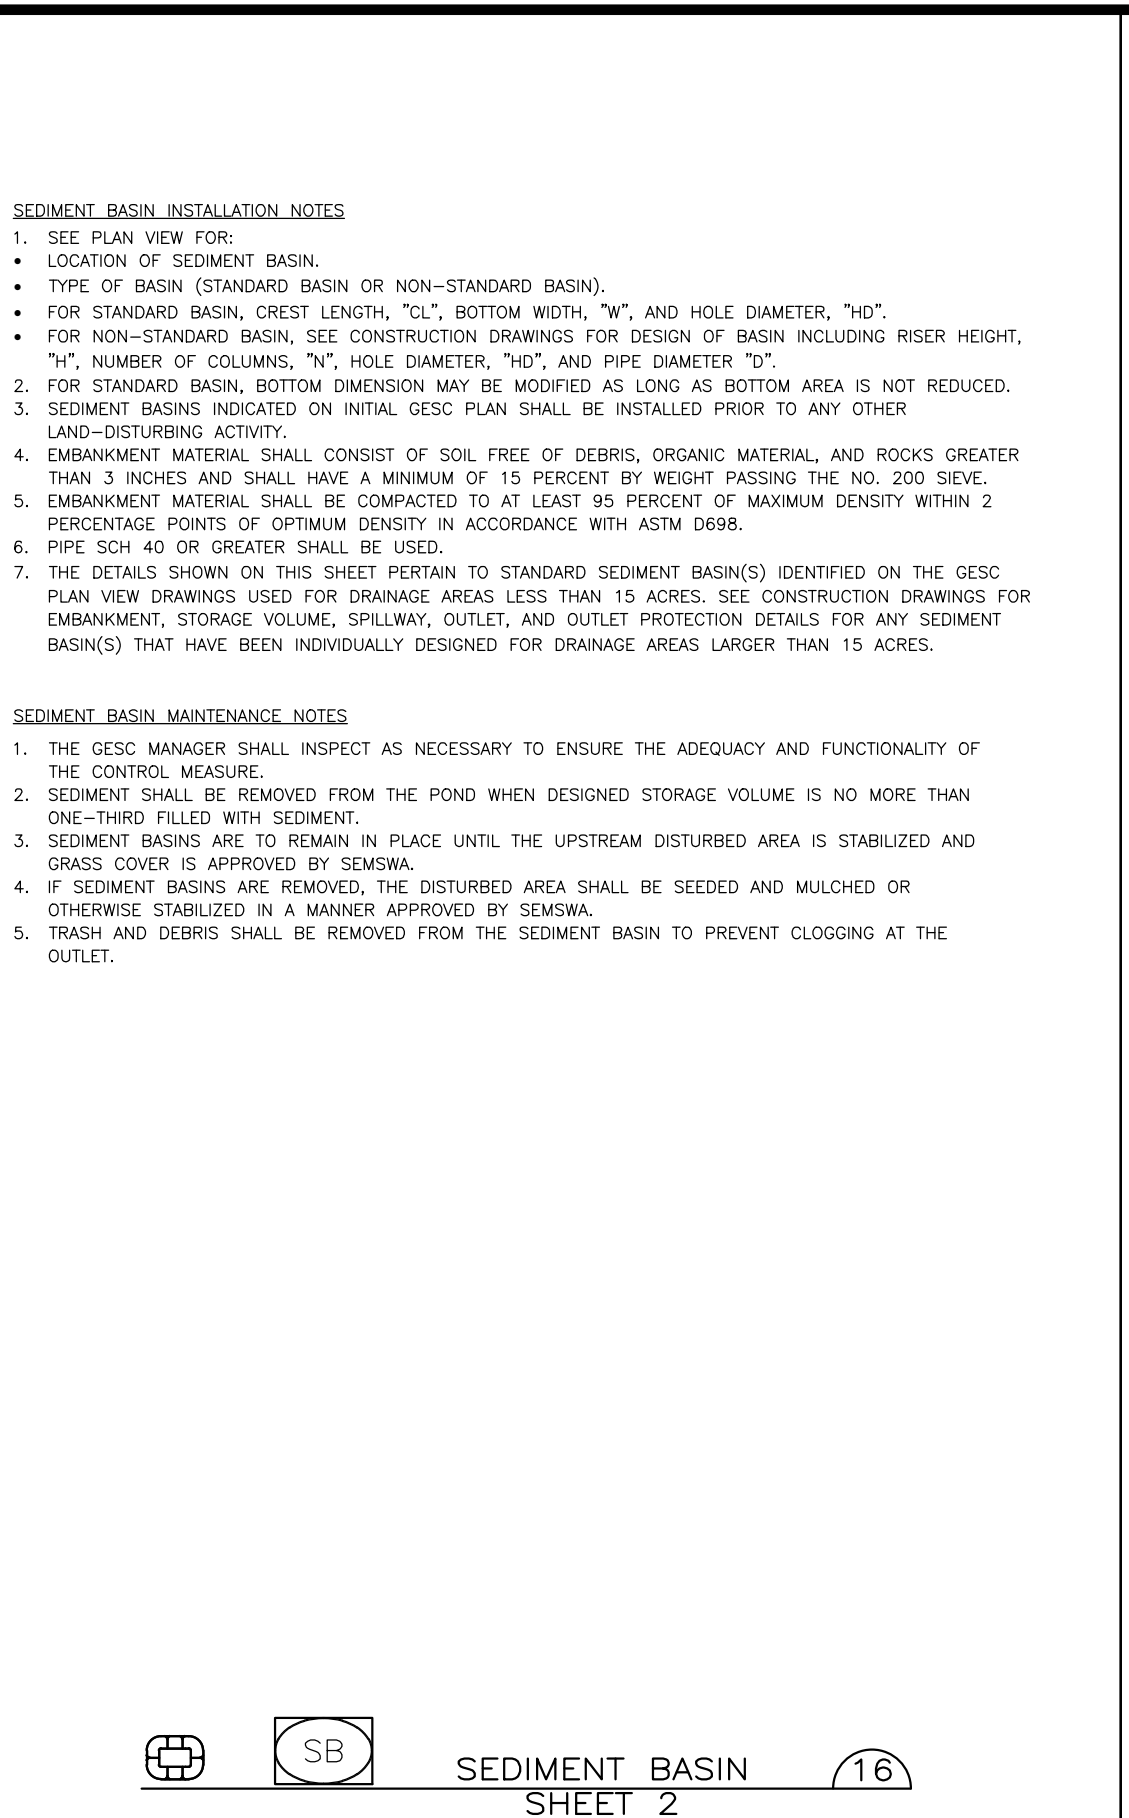 SEDIMENT BASIN INSTALLATION NOTES
1. SEE PLAN VIEW FOR:
• LOCATION OF SEDIMENT BASIN.
• TYPE OF BASIN (STANDARD BASIN OR NON-STANDARD BASIN).
• FOR STANDARD BASIN, CREST LENGTH, "CL", BOTTOM WIDTH, "W", AND HOLE DIAMETER, "HD".
• FOR NON-STANDARD BASIN, SEE CONSTRUCTION DRAWINGS FOR DESIGN OF BASIN INCLUDING RISER HEIGHT,
"H", NUMBER OF COLUMNS, "N", HOLE DIAMETER, "HD", AND PIPE DIAMETER "D".
2. FOR STANDARD BASIN, BOTTOM DIMENSION MAY BE MODIFIED AS LONG AS BOTTOM AREA IS NOT REDUCED.
3. SEDIMENT BASINS INDICATED ON INITIAL GESC PLAN SHALL BE INSTALLED PRIOR TO ANY OTHER
LAND-DISTURBING ACTIVITY.
4. EMBANKMENT MATERIAL SHALL CONSIST OF SOIL FREE OF DEBRIS, ORGANIC MATERIAL, AND ROCKS GREATER
THAN 3 INCHES AND SHALL HAVE A MINIMUM OF 15 PERCENT BY WEIGHT PASSING THE NO. 200 SIEVE.
5. EMBANKMENT MATERIAL SHALL BE COMPACTED TO AT LEAST 95 PERCENT OF MAXIMUM DENSITY WITHIN 2
PERCENTAGE POINTS OF OPTIMUM DENSITY IN ACCORDANCE WITH ASTM D698.
6. PIPE SCH 40 OR GREATER SHALL BE USED.
7. THE DETAILS SHOWN ON THIS SHEET PERTAIN TO STANDARD SEDIMENT BASIN(S) IDENTIFIED ON THE GESC
PLAN VIEW DRAWINGS USED FOR DRAINAGE AREAS LESS THAN 15 ACRES. SEE CONSTRUCTION DRAWINGS FOR
EMBANKMENT, STORAGE VOLUME, SPILLWAY, OUTLET, AND OUTLET PROTECTION DETAILS FOR ANY SEDIMENT
BASIN(S) THAT HAVE BEEN INDIVIDUALLY DESIGNED FOR DRAINAGE AREAS LARGER THAN 15 ACRES.
SEDIMENT BASIN MAINTENANCE NOTES
1. THE GESC MANAGER SHALL INSPECT AS NECESSARY TO ENSURE THE ADEQUACY AND FUNCTIONALITY OF
THE CONTROL MEASURE.
2. SEDIMENT SHALL BE REMOVED FROM THE POND WHEN DESIGNED STORAGE VOLUME IS NO MORE THAN
ONE-THIRD FILLED WITH SEDIMENT.
3. SEDIMENT BASINS ARE TO REMAIN IN PLACE UNTIL THE UPSTREAM DISTURBED AREA IS STABILIZED AND
GRASS COVER IS APPROVED BY SEMSWA.
4. IF SEDIMENT BASINS ARE REMOVED, THE DISTURBED AREA SHALL BE SEEDED AND MULCHED OR
OTHERWISE STABILIZED IN A MANNER APPROVED BY SEMSWA.
5. TRASH AND DEBRIS SHALL BE REMOVED FROM THE SEDIMENT BASIN TO PREVENT CLOGGING AT THE
OUTLET.
SB
SEDIMENT BASIN
16
SHEET 2